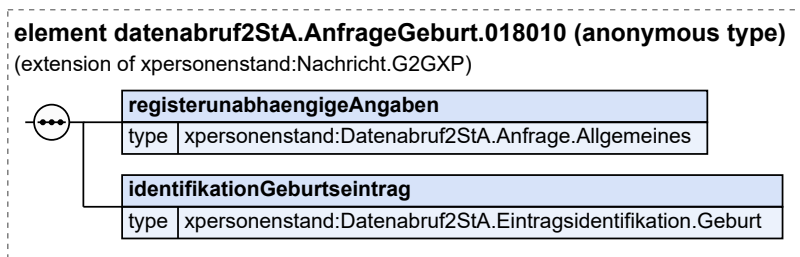 element datenabruf2StA.AnfrageGeburt.018010 (anonymous type)
(extension of xpersonenstand:Nachricht.G2GXP)
registerunabhaengigeAngaben
type xpersonenstand:Datenabruf2StA.Anfrage.Allgemeines
identifikationGeburtseintrag
type xpersonenstand:Datenabruf2StA.Eintragsidentifikation.Geburt